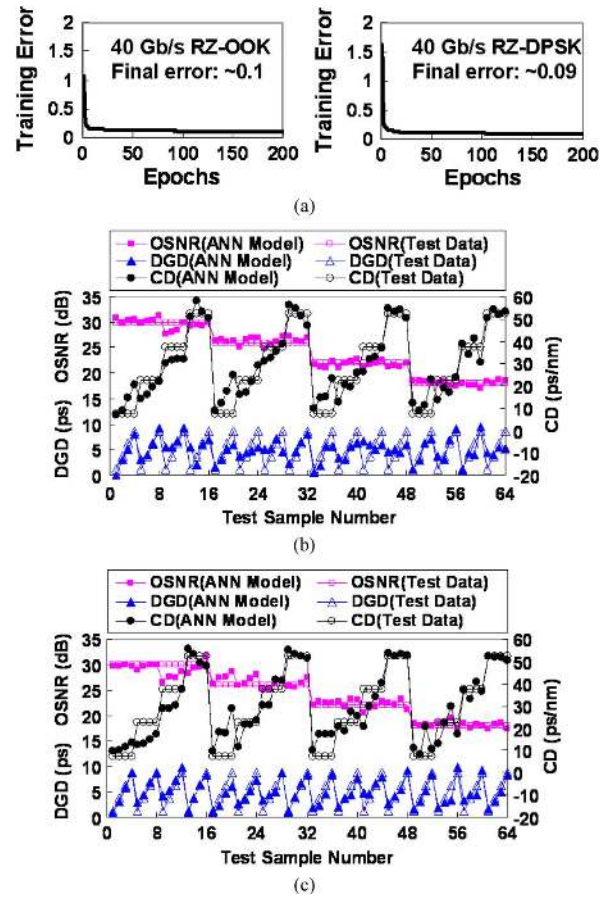 2 2
1.5 40 Gb/s RZ-OOK 1.5 40 Gb/s RZ-DPSK
1 Final error: ~0.1 1 Final error: ~0.09
0.5 0.5
0 0
0 50 100 150 200 0 50 100 150 200
Training Error Training Error
Epochs Epochs
(a)
OSNR(ANN Model) OSNR(Test Data)
DGD(ANN Model) DGD(Test Data)
CD(ANN Model) CD(Test Data)
35 60
30 50
25 40
20 30
15 20
10 10
5 0
0 -10
-20
DGD (ps) OSNR (dB)
CD (ps/nm)
0 8 16 24 32 40 48 56 64
Test Sample Number
(b)
OSNR(ANN Model) OSNR(Test Data)
DGD(ANN Model) DGD(Test Data)
CD(ANN Model) CD(Test Data)
35 60
30 50
25 40
20 30
15 20
10 10
5 0
0 -10
-20
DGD (ps) OSNR (dB)
CD (ps/nm)
0 8 16 24 32 40 48 56 64
Test Sample Number
(c)